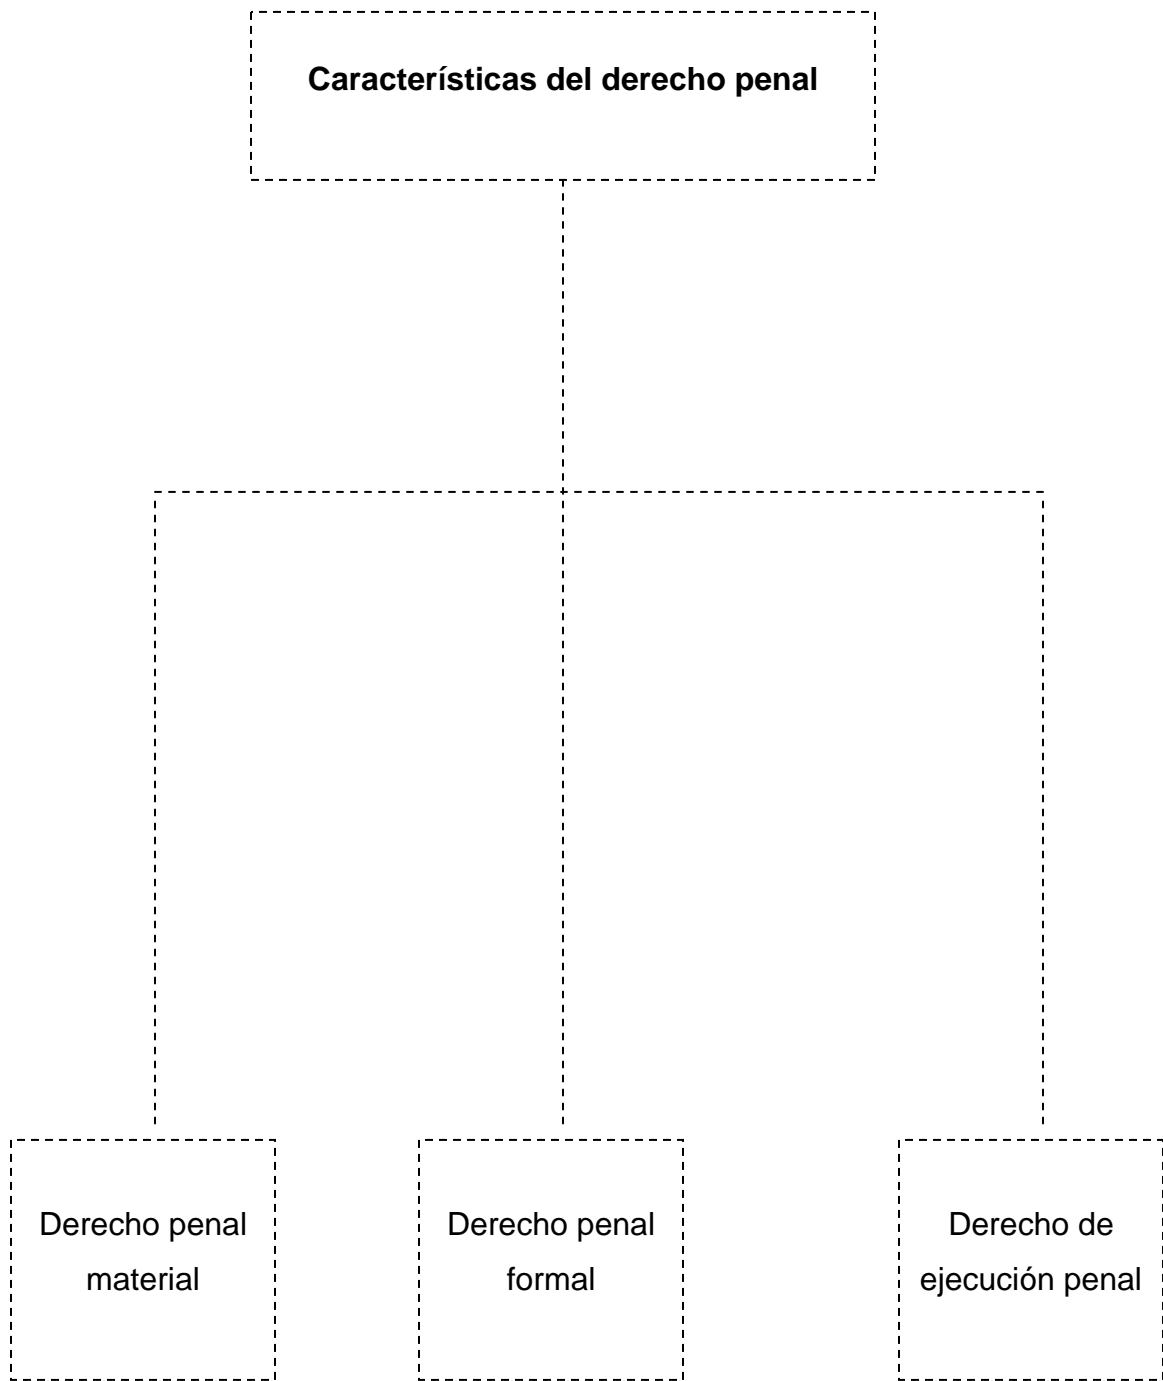 Características del derecho penal
Derecho penal
material
Derecho penal
formal
Derecho de
ejecución penal